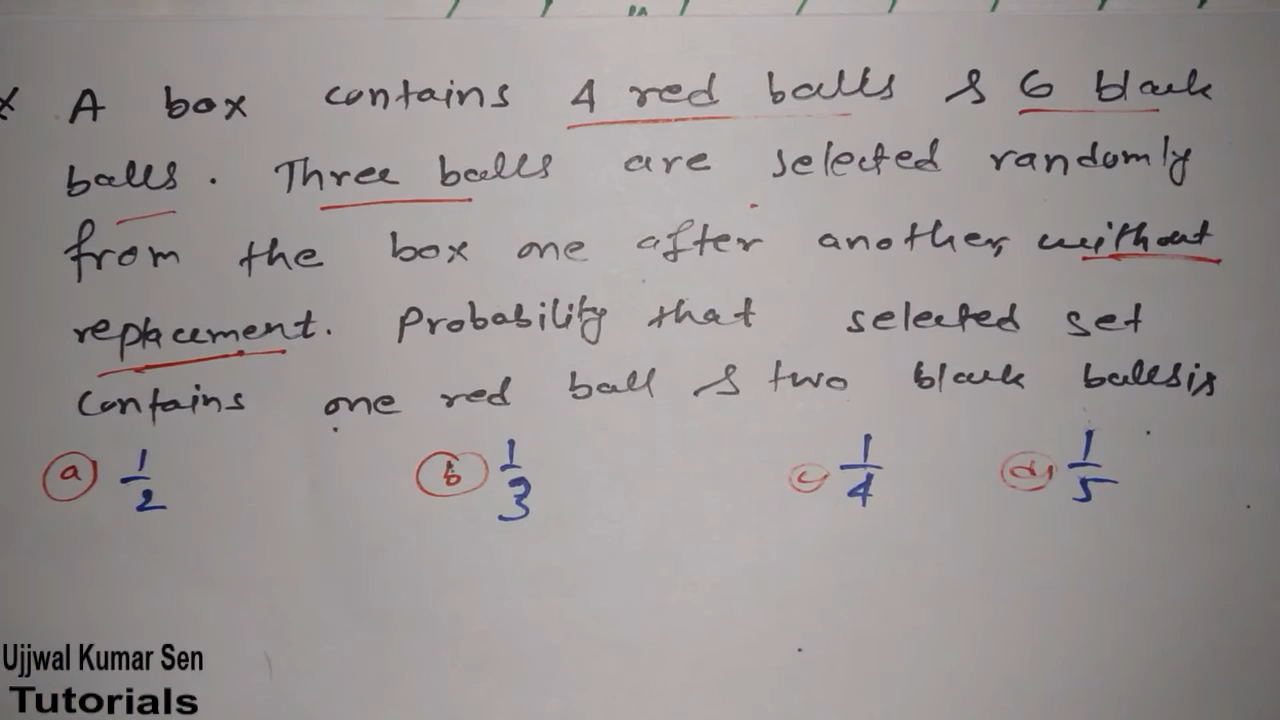 A box contains 4 red balls & 6 black
balls. Three balls are selected randomly
from the box one after another, without
replacement. Probability that selected set
contains one red ball & two black balls is
(a) 1/2 (b) 1/3 (c) 1/4 (d) 1/5
Ujjwal Kumar Sen
Tutorials